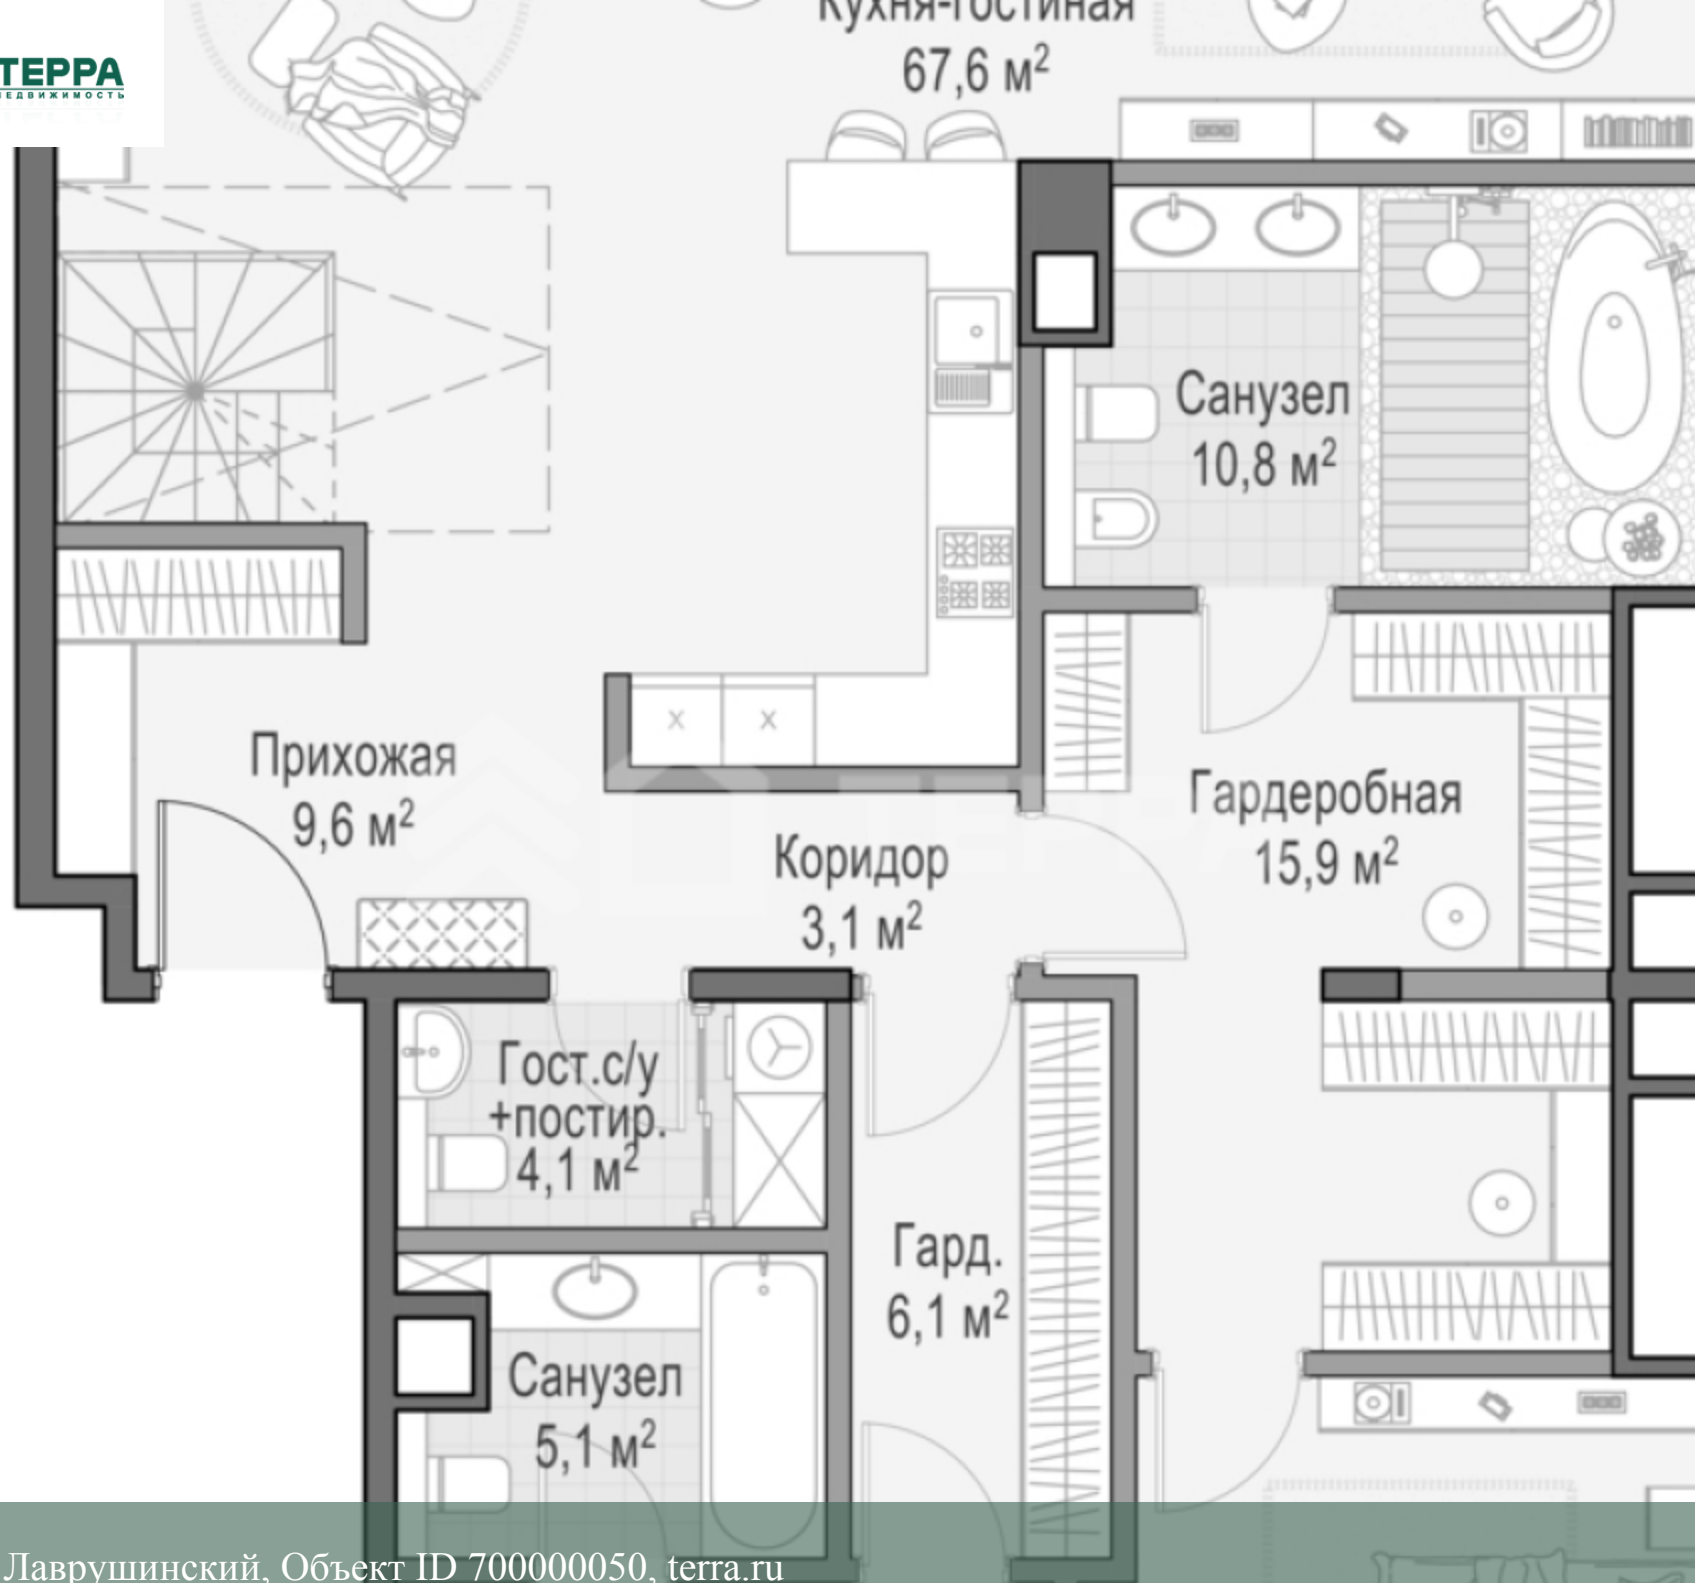 Кухня-гостиная
67,6 м²
ТЕРРА
НЕДВИЖИМОСТЬ
Санузел
10,8 м²
Прихожая
9,6 м²
Гардеробная
15,9 м²
Коридор
3,1 м²
Гост.с/у
+постир.
4,1 м²
Гард.
6,1 м²
Санузел
5,1 м²
Лаврушинский, Объект ID 700000050, terra.ru